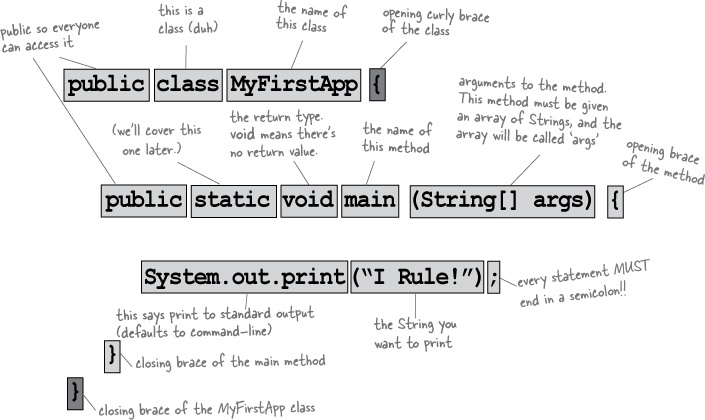 public so everyone
can access it
this is a
class (duh)
the name of
this class
opening curly brace
of the class
public class MyFirstApp {
(we'll cover this
one later.)
the return type.
void means there's
no return value.
the name of
this method
arguments to the method.
This method must be given
an array of Strings, and the
array will be called 'args'
opening brace
of the method
public static void main (String[] args) {
System.out.print(“I Rule!”);
every statement MUST
end in a semicolon!!
this says print to standard output
(defaults to command-line)
the String you
want to print
}
closing brace of the main method
}
closing brace of the MyFirstApp class